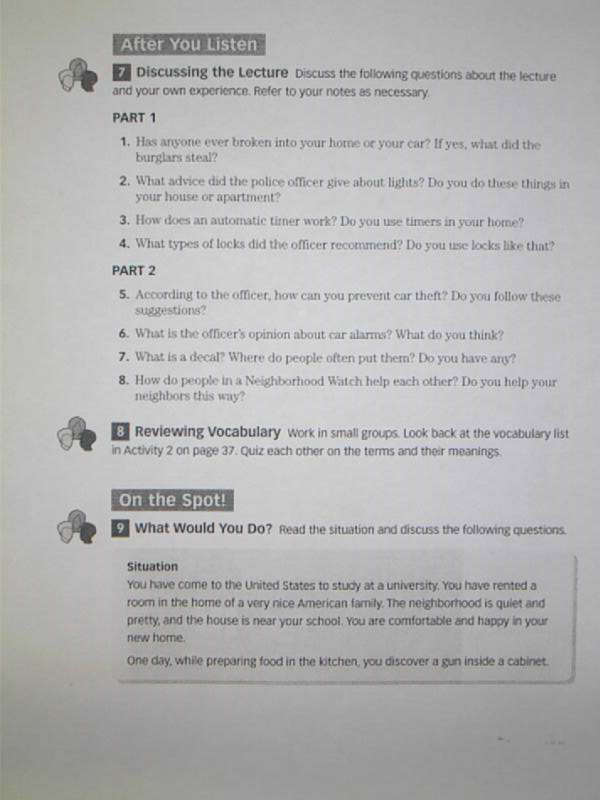 After You Listen
7 Discussing the Lecture Discuss the following questions about the lecture
and your own experience. Refer to your notes as necessary.
PART 1
1. Has anyone ever broken into your home or your car? If yes, what did the
burglars steal?
2. What advice did the police officer give about lights? Do you do these things in
your house or apartment?
3. How does an automatic timer work? Do you use timers in your home?
4. What types of locks did the officer recommend? Do you use locks like that?
PART 2
5. According to the officer, how can you prevent car theft? Do you follow these
suggestions?
6. What is the officer's opinion about car alarms? What do you think?
7. What is a decal? Where do people often put them? Do you have any?
8. How do people in a Neighborhood Watch help each other? Do you help your
neighbors this way?
8 Reviewing Vocabulary Work in small groups. Look back at the vocabulary list
in Activity 2 on page 37. Quiz each other on the terms and their meanings.
On the Spot!
9 What Would You Do? Read the situation and discuss the following questions.
Situation
You have come to the United States to study at a university. You have rented a
room in the home of a very nice American family. The neighborhood is quiet and
pretty, and the house is near your school. You are comfortable and happy in your
new home.
One day, while preparing food in the kitchen, you discover a gun inside a cabinet.